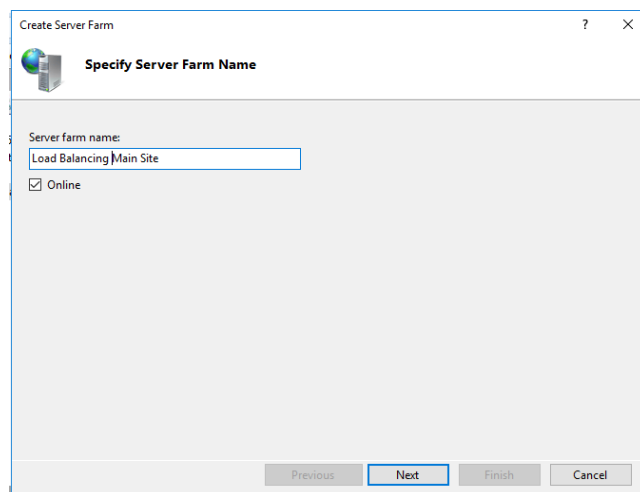 Create Server Farm
?
Specify Server Farm Name
Server farm name:
Load Balancing Main Site
Online
Previous Next Finish Cancel